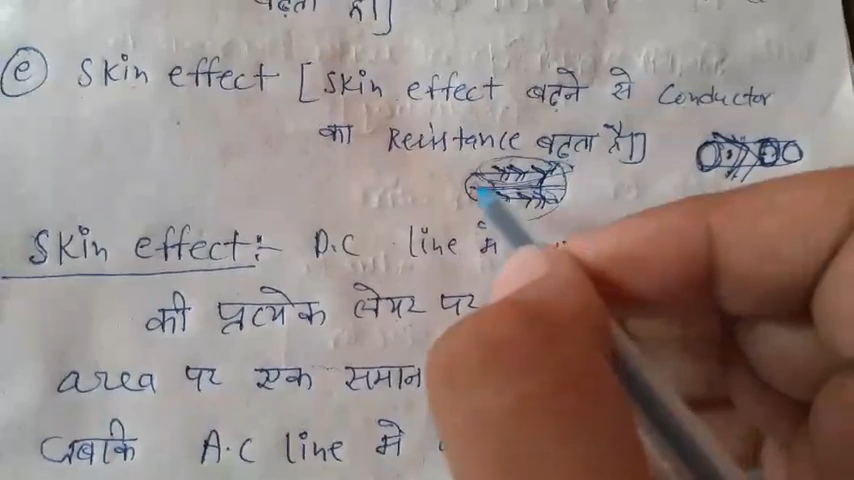 बढ़ता है।]
(e) Skin effect [Skin effect बढ़ने से Conductor
का Resistance बढ़ता है।]
Skin effect:- D.C line में
की प्रत्येक लेयर पर
area पर एक समान
जबकि A.C line मे